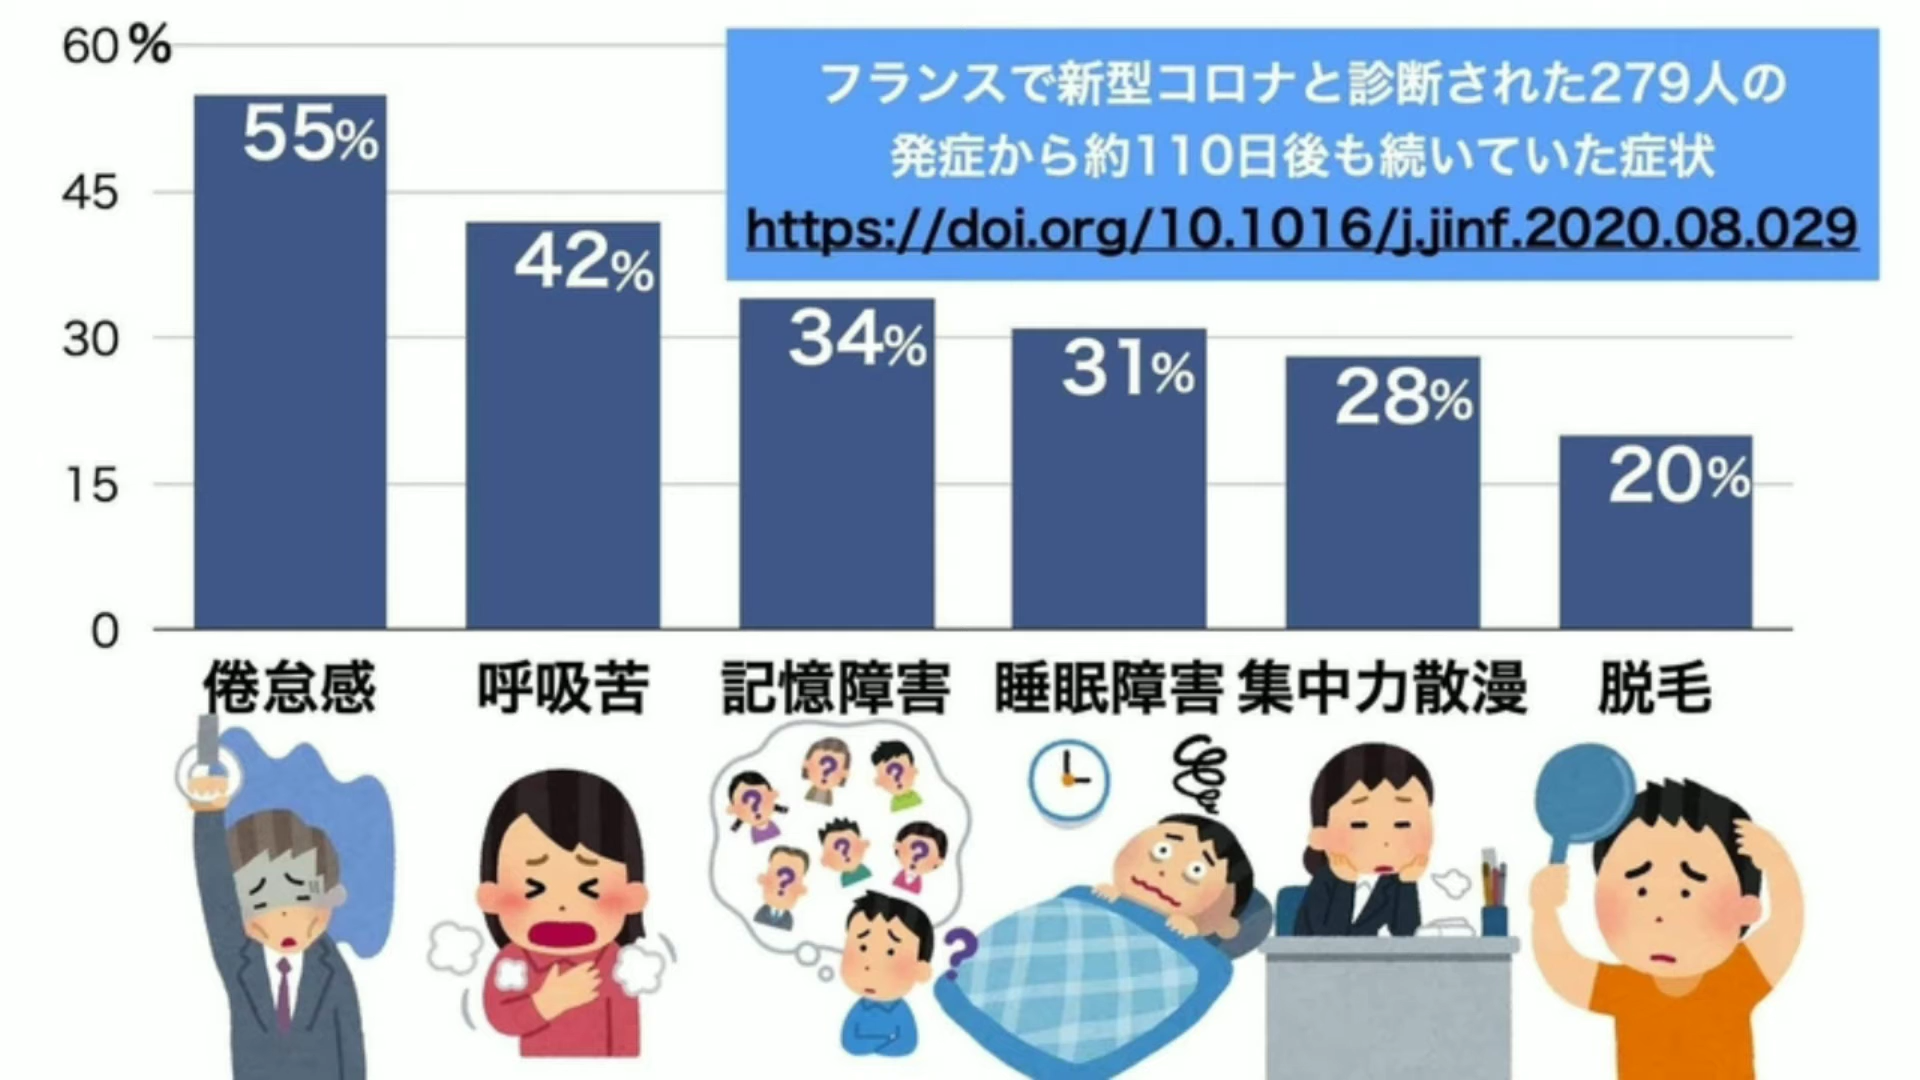 60%
フランスで新型コロナと診断された279人の
発症から約110日後も続いていた症状
https://doi.org/10.1016/j.jinf.2020.08.029
55%
42%
34%
31%
28%
20%
45
30
15
0
倦怠感 呼吸苦 記憶障害 睡眠障害 集中力散漫 脱毛
? ? ?
? ? ?
?
?